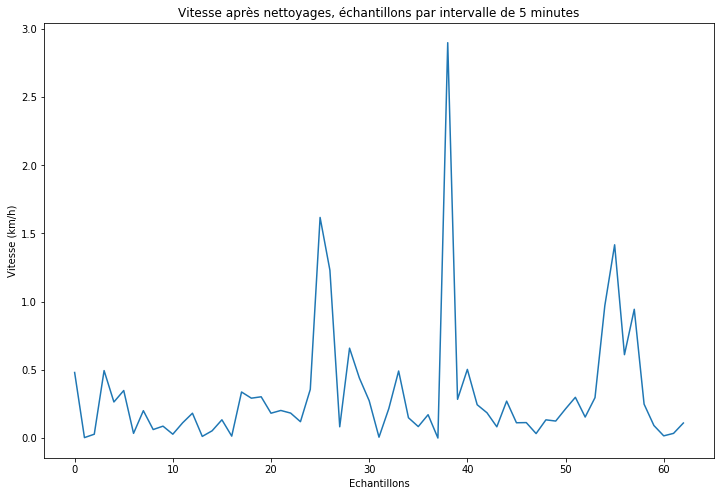 Vitesse après nettoyages, échantillons par intervalle de 5 minutes
3.0
2.5
2.0
1.5
1.0
0.5
0.0
Vitesse (km/h)
0 10 20 30 40 50 60
Echantillons